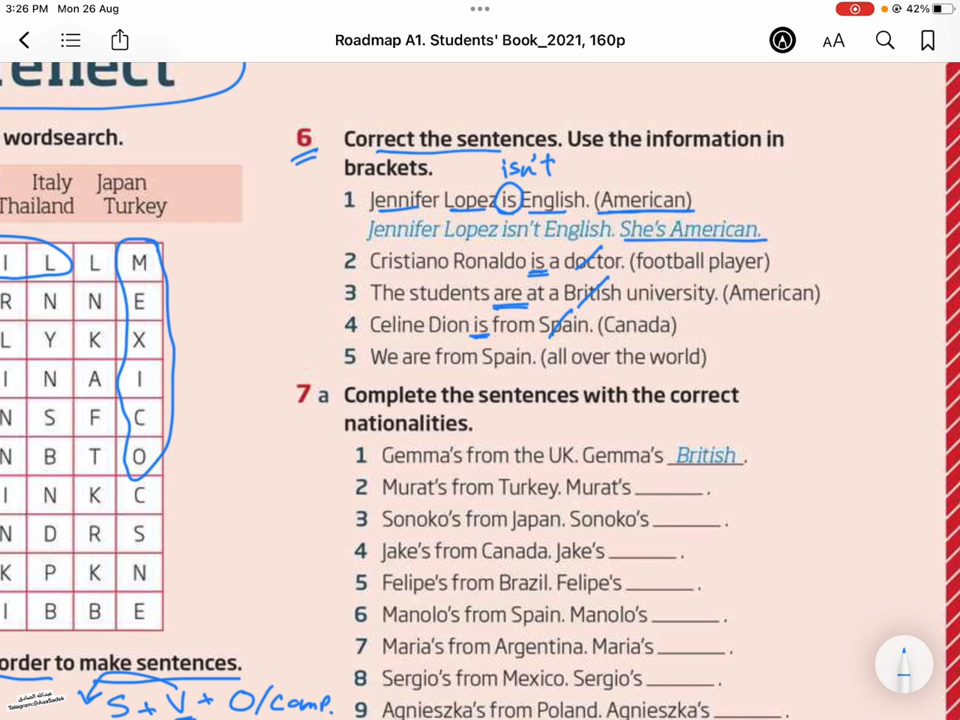 3:26 PM Mon 26 Aug
42%
Roadmap A1. Students' Book_2021, 160p
AA
eflect
wordsearch.
Italy Japan
Thailand Turkey
I L L M
R N N E
L Y K X
I N A I
N S F C
N B T O
I N K C
N D R S
K P K N
I B B E
order to make sentences.
S + V + O/comp.
عبدالله الصادق
Telegram:@AaaSadek
6 Correct the sentences. Use the information in
brackets.
isn't
1 Jennifer Lopez is English. (American)
Jennifer Lopez isn't English. She's American.
2 Cristiano Ronaldo is a doctor. (football player)
3 The students are at a British university. (American)
4 Celine Dion is from Spain. (Canada)
5 We are from Spain. (all over the world)
7 a Complete the sentences with the correct
nationalities.
1 Gemma's from the UK. Gemma's British.
2 Murat's from Turkey. Murat's ______.
3 Sonoko's from Japan. Sonoko's ______.
4 Jake's from Canada. Jake's ______.
5 Felipe's from Brazil. Felipe's ______.
6 Manolo's from Spain. Manolo's ______.
7 Maria's from Argentina. Maria's ______.
8 Sergio's from Mexico. Sergio's ______.
9 Agnieszka's from Poland. Agnieszka's ______.